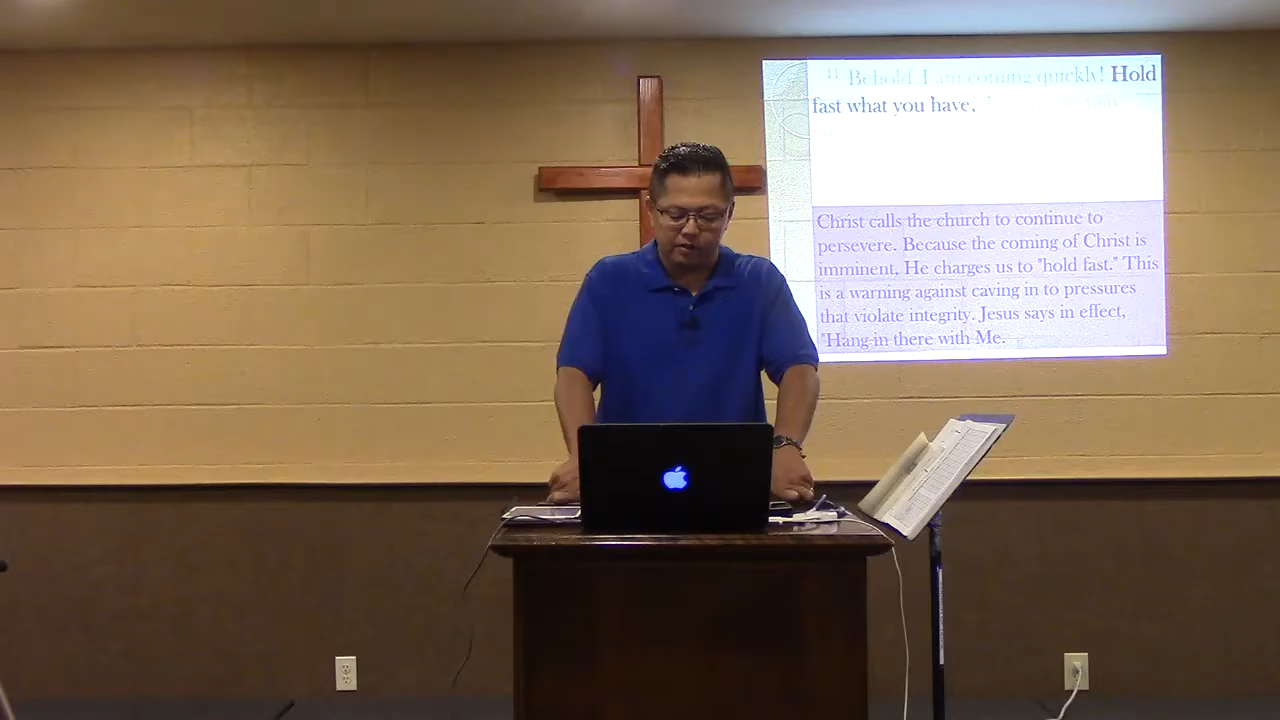 11 Behold, I am coming quickly! Hold
fast what you have,
Christ calls the church to continue to
persevere. Because the coming of Christ is
imminent, He charges us to "hold fast." This
is a warning against caving in to pressures
that violate integrity. Jesus says in effect,
"Hang in there with Me.